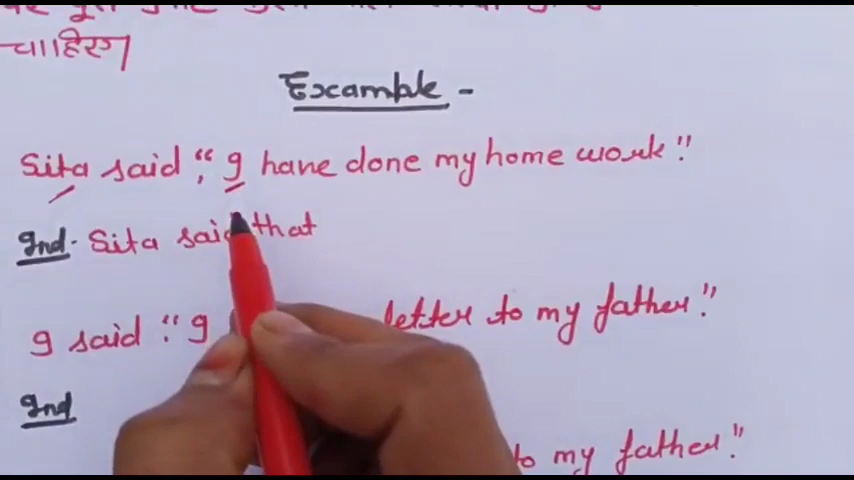 चाहिए।
Examble -
Sita said, "I have done my home work."
Ind. Sita said that
I said "I letter to my father."
Ind
to my father."